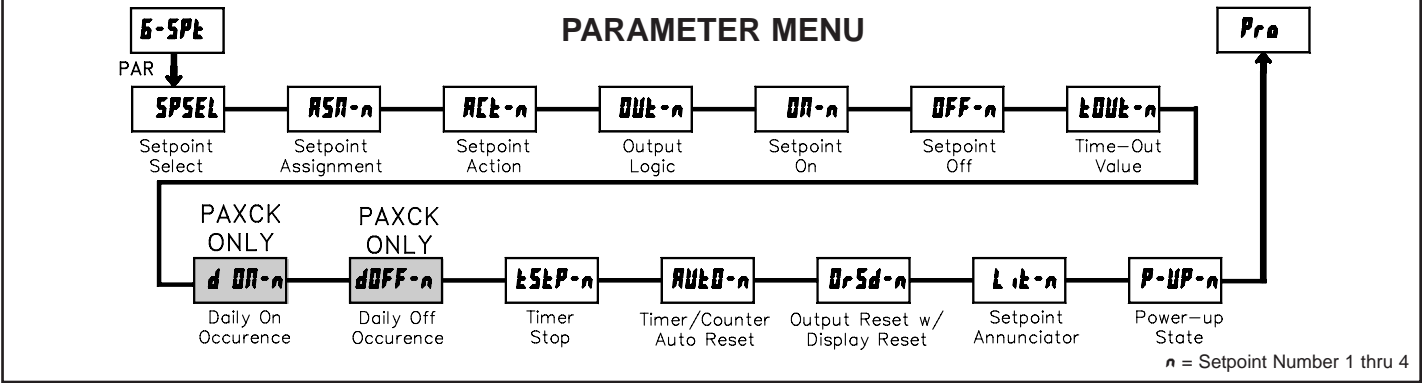 6-SPt
PARAMETER MENU
Pro
PAR
SPSEL
ASN-n
ACt-n
OUt-n
ON-n
OFF-n
tOUt-n
Setpoint
Select
Setpoint
Assignment
Setpoint
Action
Output
Logic
Setpoint
On
Setpoint
Off
Time-Out
Value
PAXCK
ONLY
PAXCK
ONLY
d ON-n
dOFF-n
tStP-n
AUtO-n
OrSd-n
Lit-n
P-UP-n
Daily On
Occurence
Daily Off
Occurence
Timer
Stop
Timer/Counter
Auto Reset
Output Reset w/
Display Reset
Setpoint
Annunciator
Power-up
State
n = Setpoint Number 1 thru 4